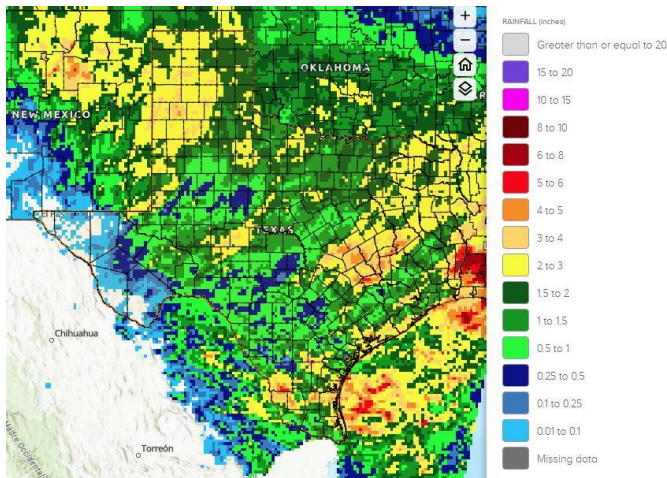 +
−
OKLAHOMA
NEW MEXICO
El Paso
TEXAS
Chihuahua
Torreón
RAINFALL (inches)
Greater than or equal to 20
15 to 20
10 to 15
8 to 10
6 to 8
5 to 6
4 to 5
3 to 4
2 to 3
1.5 to 2
1 to 1.5
0.5 to 1
0.25 to 0.5
0.1 to 0.25
0.01 to 0.1
Missing data